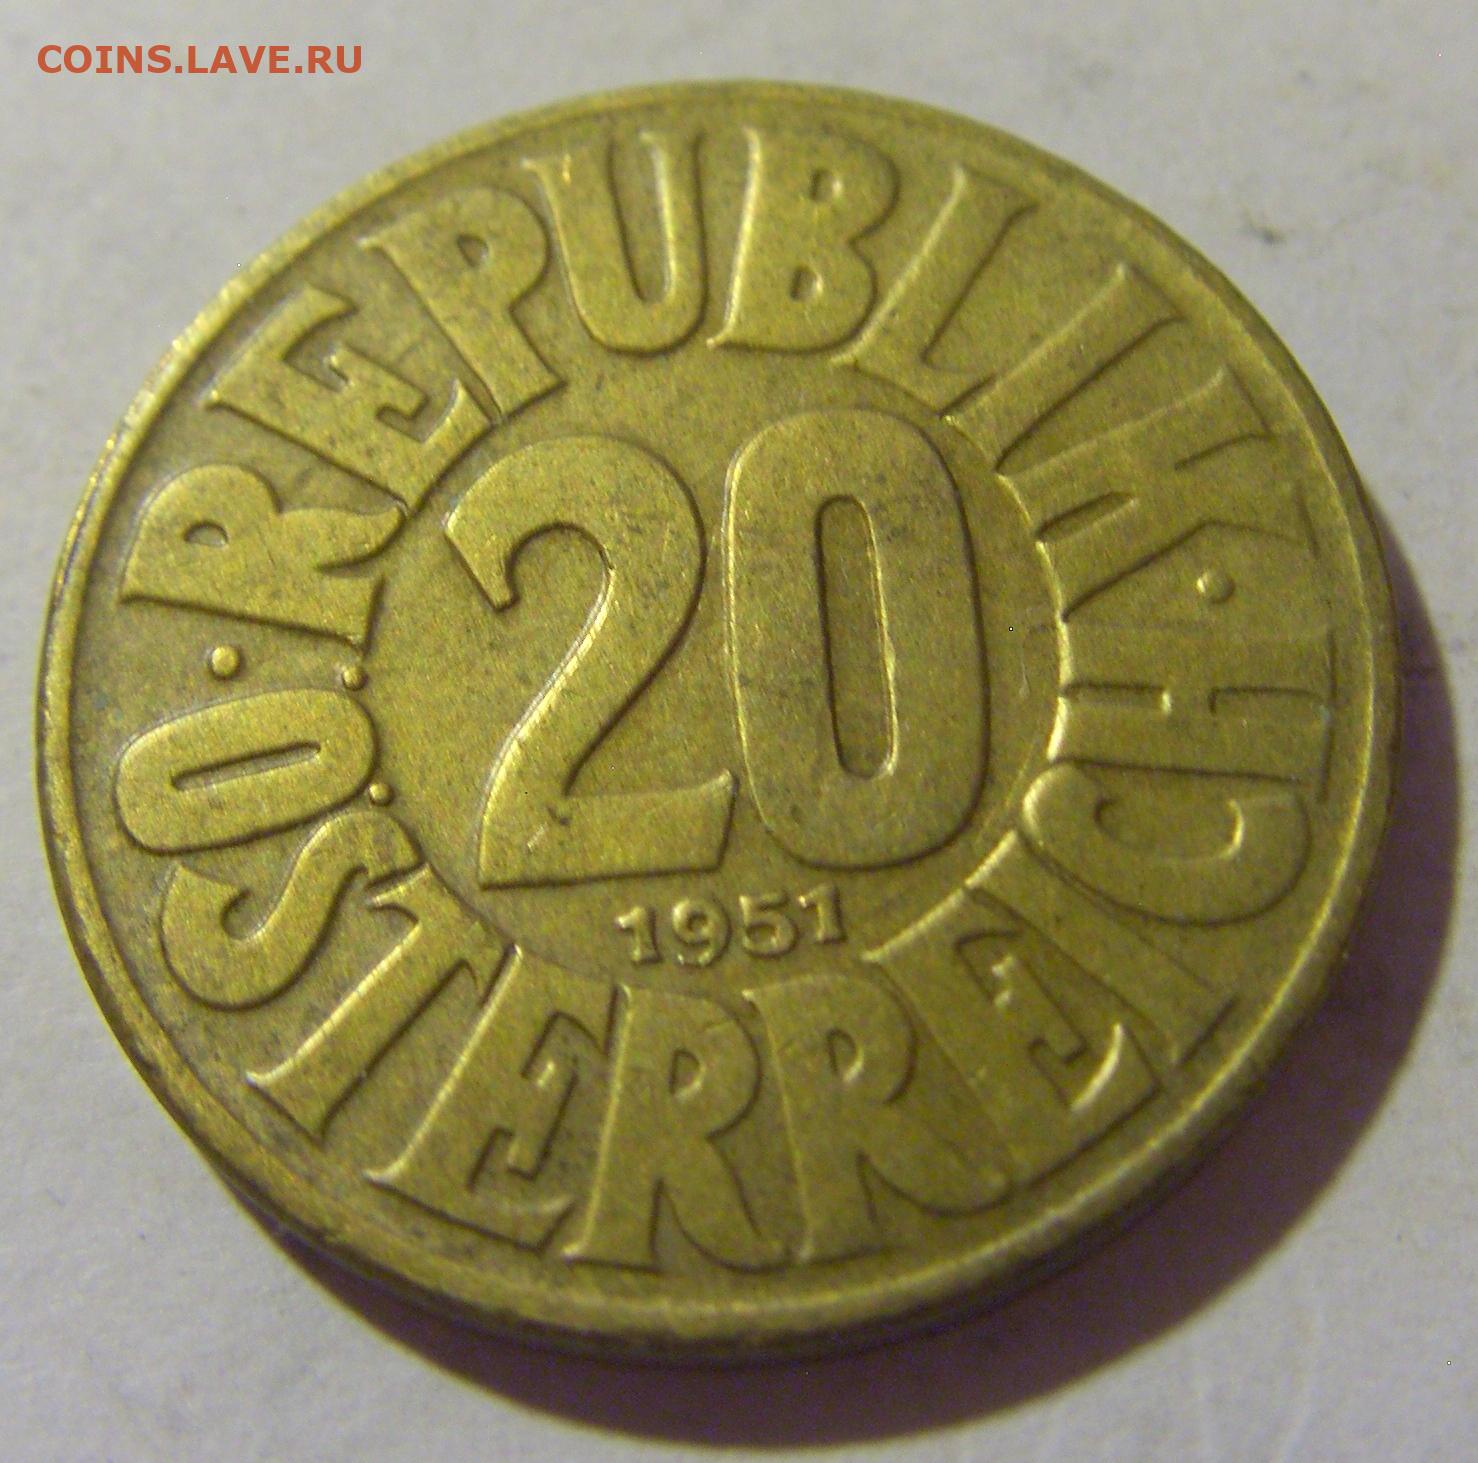 COINS.LAVE.RU
REPUBLIK · ÖSTERREICH ·
20
1951